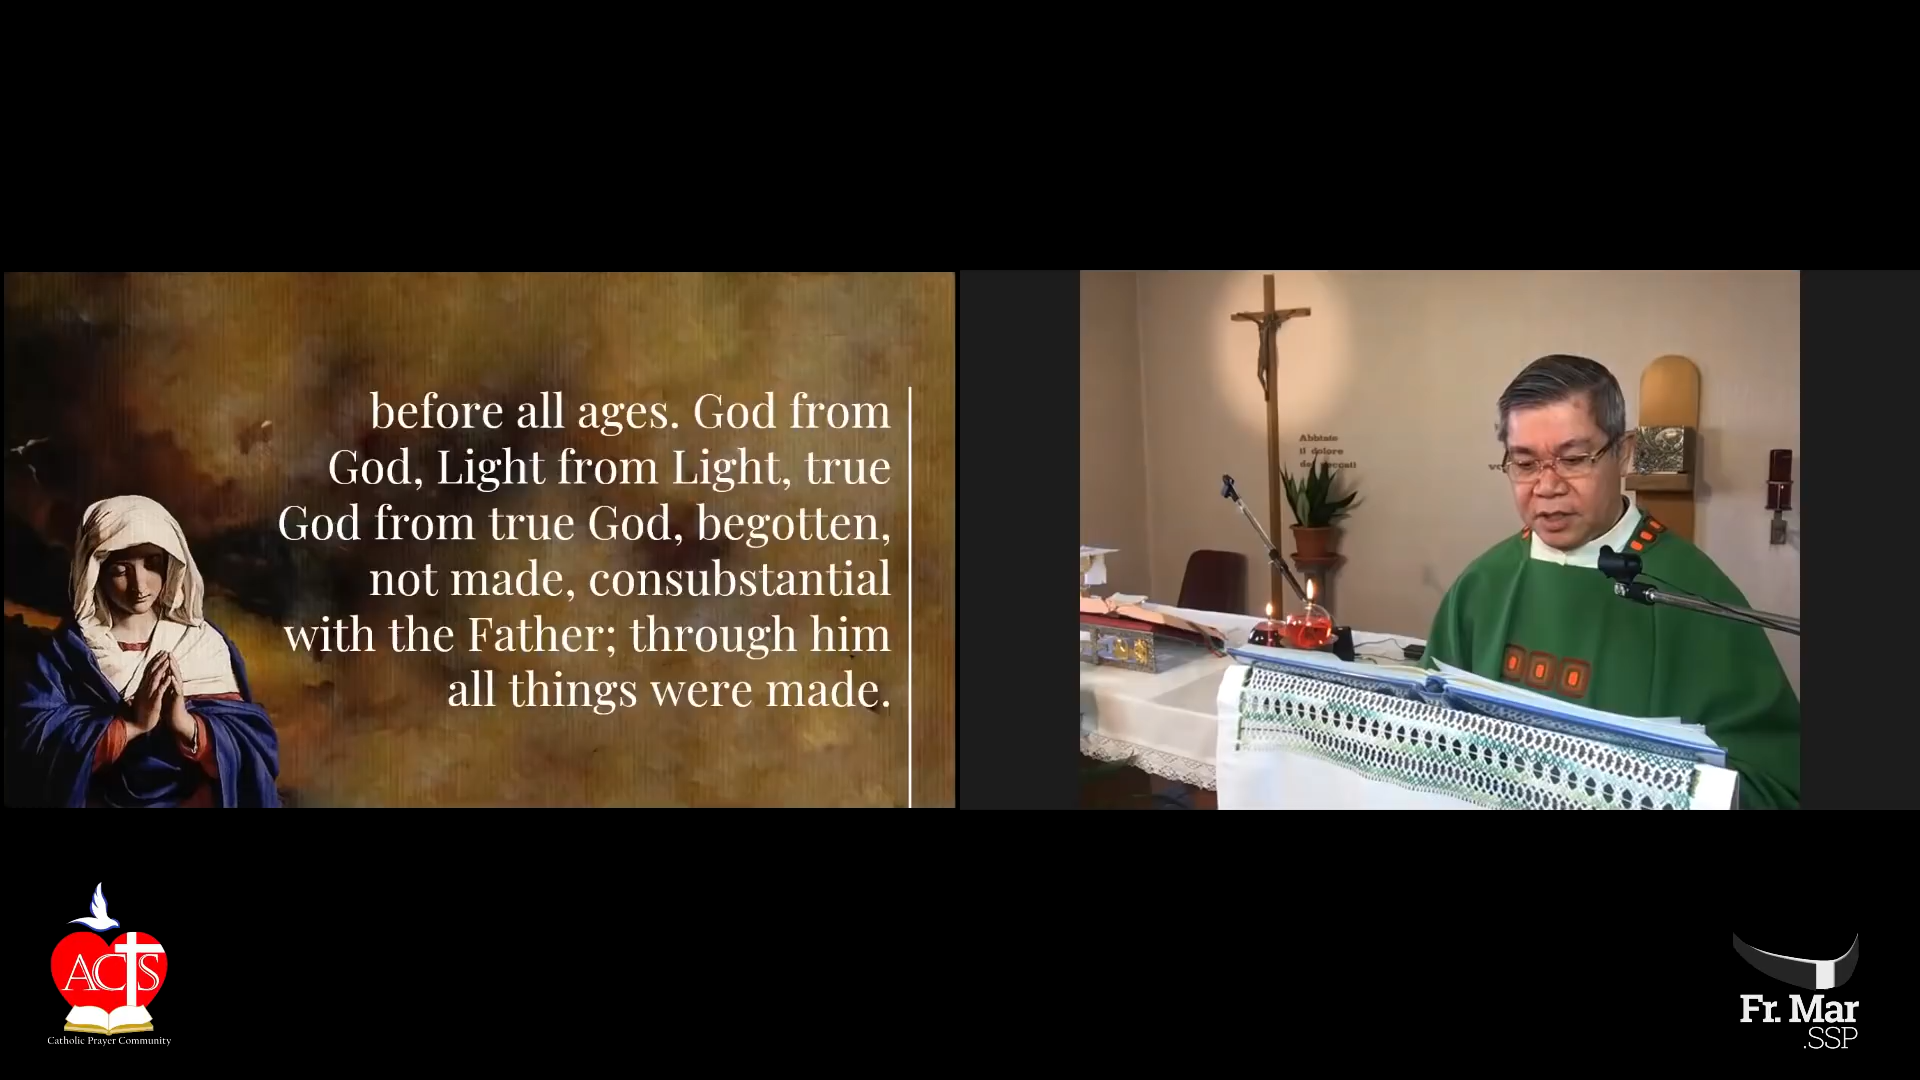 before all ages. God from
God, Light from Light, true
God from true God, begotten,
not made, consubstantial
with the Father; through him
all things were made.
Abbiate
il dolore
ACTS
Catholic Prayer Community
Fr. Mar
.SSP